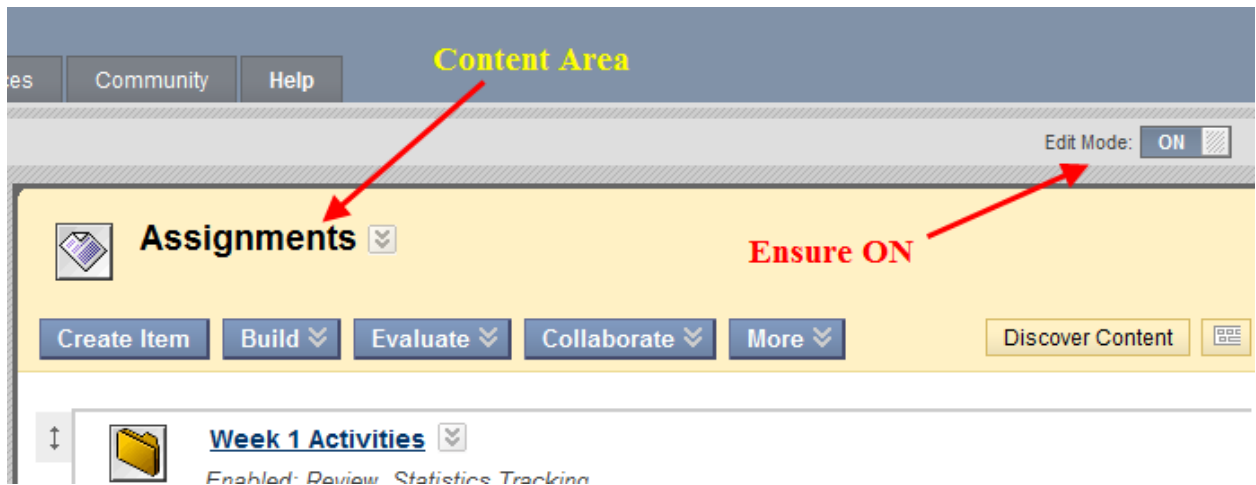 Content Area
ces Community Help
Edit Mode: ON
Assignments
Ensure ON
Create Item Build Evaluate Collaborate More Discover Content
Week 1 Activities
Enabled: Review, Statistics Tracking